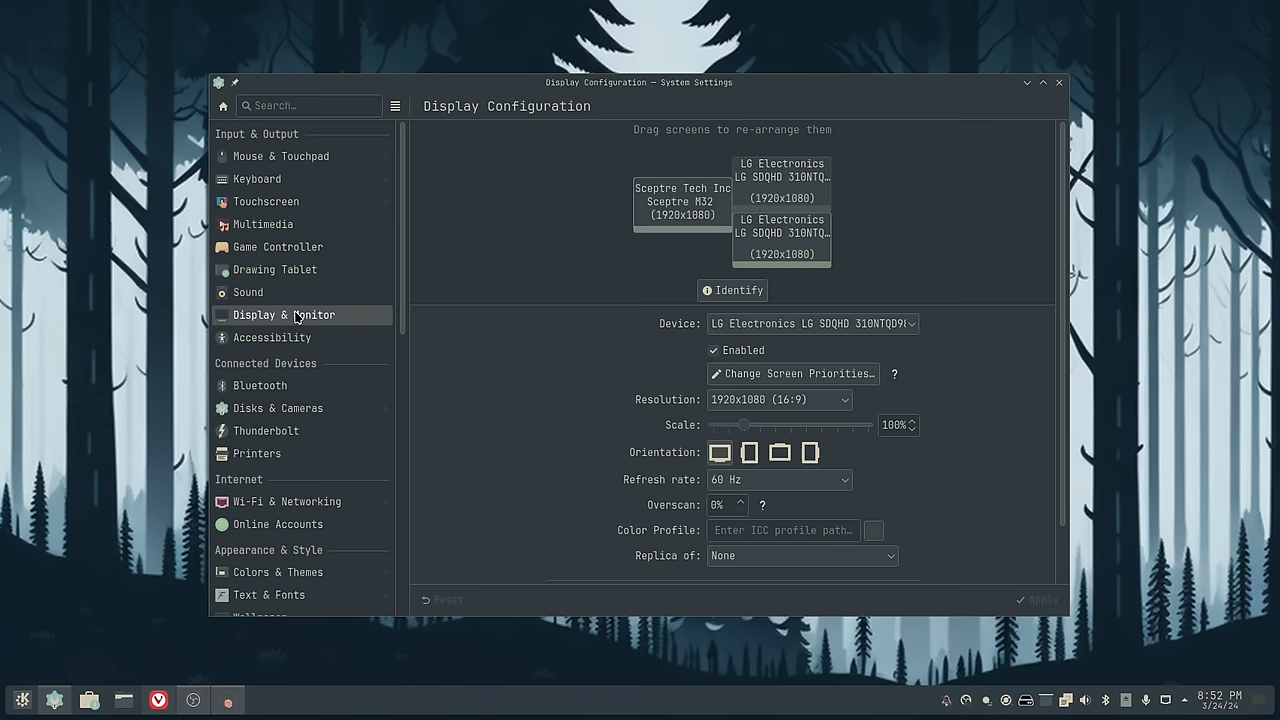 Display Configuration — System Settings
Search…
Display Configuration
Input & Output
Mouse & Touchpad
Keyboard
Touchscreen
Multimedia
Game Controller
Drawing Tablet
Sound
Display & Monitor
Accessibility
Connected Devices
Bluetooth
Disks & Cameras
Thunderbolt
Printers
Internet
Wi-Fi & Networking
Online Accounts
Appearance & Style
Colors & Themes
Text & Fonts
Wallpaper
Drag screens to re-arrange them
Sceptre Tech Inc
Sceptre M32
(1920x1080)
LG Electronics
LG SDQHD 310NTQ…
(1920x1080)
LG Electronics
LG SDQHD 310NTQ…
(1920x1080)
Identify
Device: LG Electronics LG SDQHD 310NTQD9
Enabled
Change Screen Priorities… ?
Resolution: 1920x1080 (16:9)
Scale: 100%
Orientation:
Refresh rate: 60 Hz
Overscan: 0% ?
Color Profile: Enter ICC profile path…
Replica of: None
Reset
Apply
8:52 PM
3/24/24